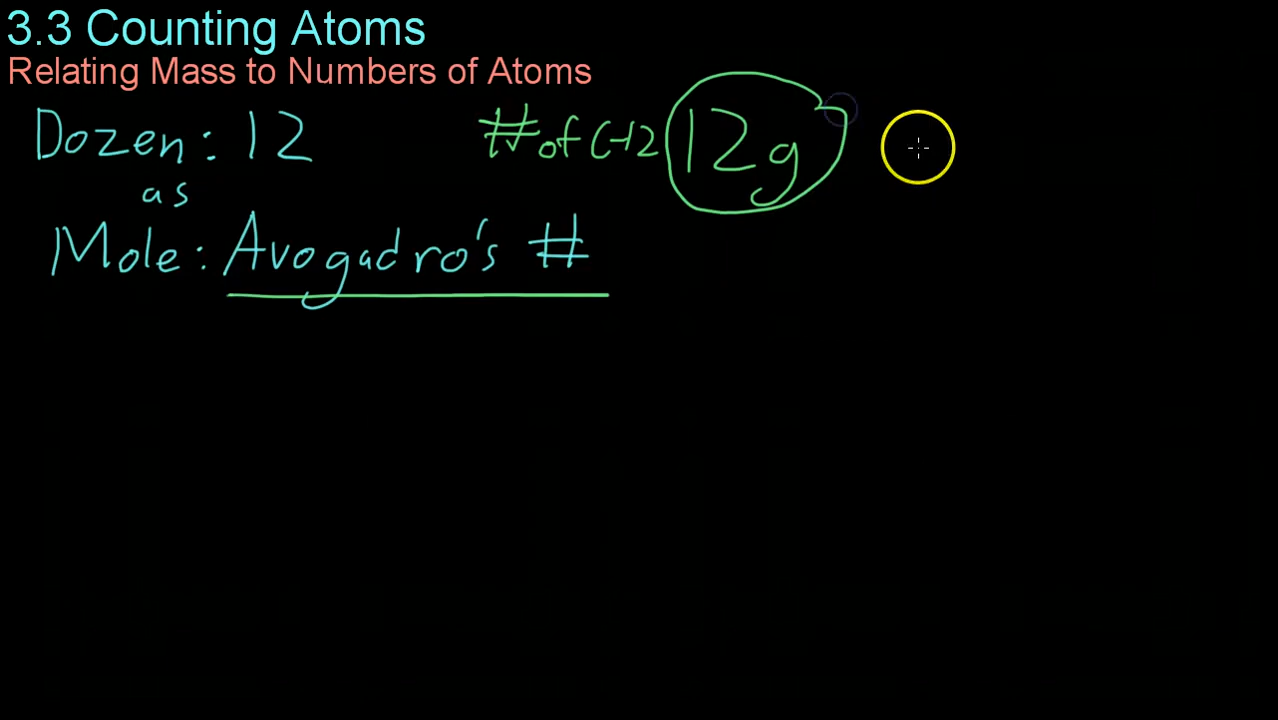 3.3 Counting Atoms
Relating Mass to Numbers of Atoms
Dozen: 12 # of C-12 12g
as
Mole: Avogadro's #